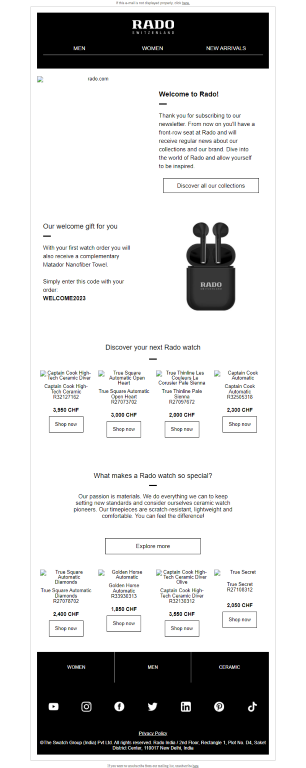 If this e-mail is not displayed properly, click here.
RADO
SWITZERLAND
MEN WOMEN NEW ARRIVALS
rado.com
Welcome to Rado!
Thank you for subscribing to our
newsletter. From now on you'll have a
front-row seat at Rado and will
receive regular news about our
collections and our brand. Dive into
the world of Rado and allow yourself
to be inspired.
Discover all our collections
Our welcome gift for you
With your first watch order you will
also receive a complementary
Matador Nanofiber Towel.
Simply enter this code with your
order:
WELCOME2023
RADO
Discover your next Rado watch
Captain Cook High-Tech Ceramic Diver
Captain Cook High-Tech Ceramic
R32127162
3,950 CHF
Shop now
True Square Automatic Open Heart
True Square Automatic Open Heart
R27073702
3,000 CHF
Shop now
True Thinline Les Couleurs Le Corusier Pale Sienna
True Thinline Pale Sienna
R27097672
2,000 CHF
Shop now
Captain Cook Automatic
Captain Cook Automatic
R32505318
2,300 CHF
Shop now
What makes a Rado watch so special?
Our passion is materials. We do everything we can to keep
setting new standards and consider ourselves ceramic watch
pioneers. Our timepieces are scratch-resistant, lightweight and
comfortable. You can feel the difference!
Explore more
True Square Automatic Diamonds
True Square Automatic Diamonds
R27078702
2,400 CHF
Shop now
Golden Horse Automatic
Golden Horse Automatic
R33930313
1,850 CHF
Shop now
Captain Cook High-Tech Ceramic Diver Olive
Captain Cook High-Tech Ceramic Diver
R32130312
3,550 CHF
Shop now
True Secret
True Secret
R27108312
2,050 CHF
Shop now
WOMEN MEN CERAMIC
Privacy Policy
©The Swatch Group (India) Pvt Ltd. All rights reserved. Rado India / 2nd Floor, Rectangle 1, Plot No. D4, Saket
District Center, 110017 New Delhi, India